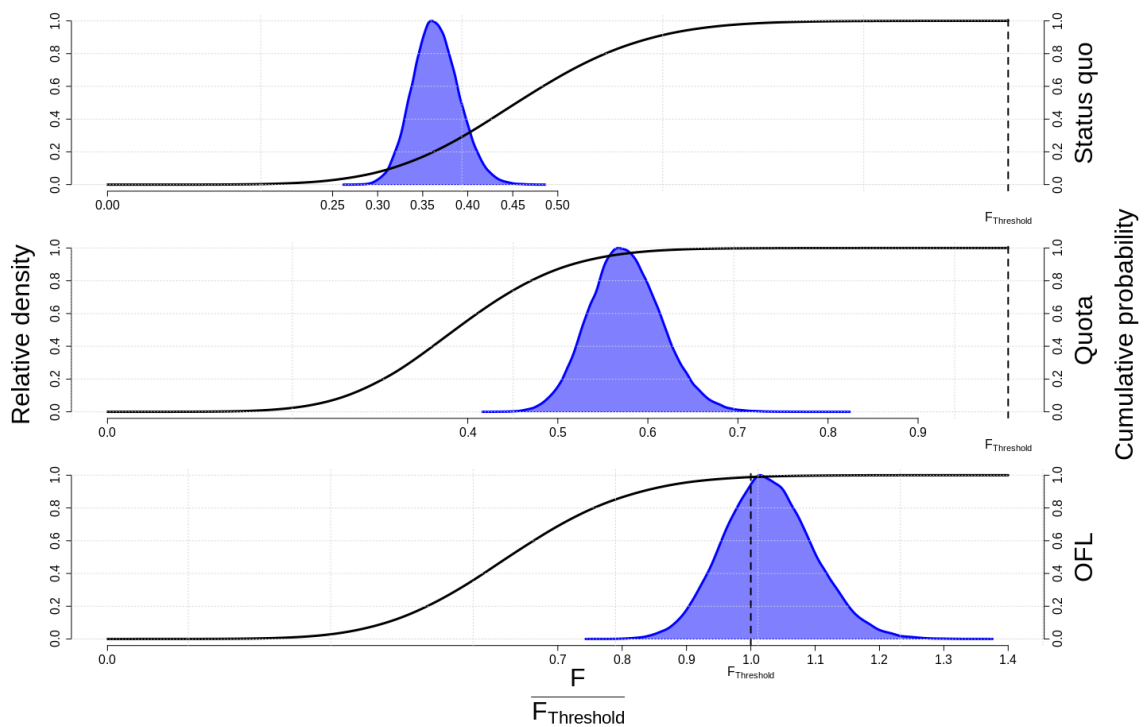 0.0 0.2 0.4 0.6 0.8 1.0
0.0 0.2 0.4 0.6 0.8 1.0
Status quo
0.00 0.25 0.30 0.35 0.40 0.45 0.50
FThreshold
Relative density
0.0 0.2 0.4 0.6 0.8 1.0
0.0 0.2 0.4 0.6 0.8 1.0
Quota
Cumulative probability
0.0 0.4 0.5 0.6 0.7 0.8 0.9
FThreshold
0.0 0.2 0.4 0.6 0.8 1.0
0.0 0.2 0.4 0.6 0.8 1.0
OFL
0.0 0.7 0.8 0.9 1.0 1.1 1.2 1.3 1.4
FThreshold
F
FThreshold